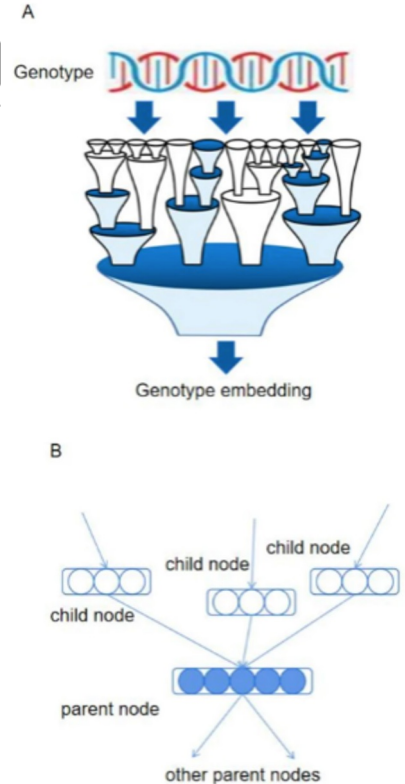 A
Genotype
Genotype embedding
B
child node
child node
child node
parent node
other parent nodes